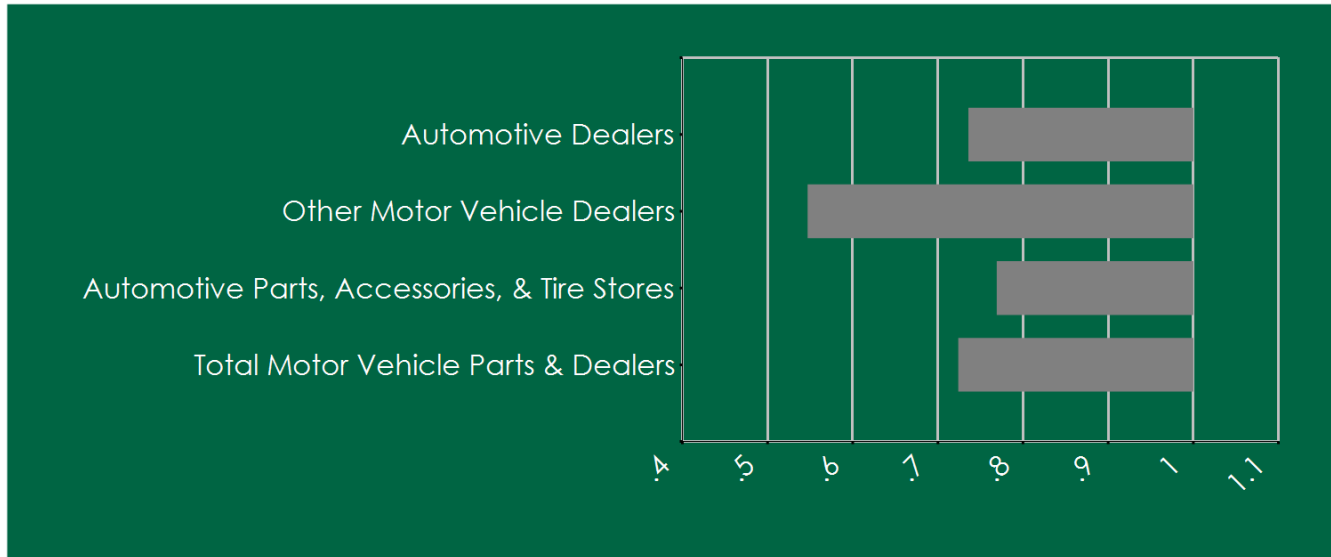 Automotive Dealers
Other Motor Vehicle Dealers
Automotive Parts, Accessories, & Tire Stores
Total Motor Vehicle Parts & Dealers
.4 .5 .6 .7 .8 .9 1 1.1